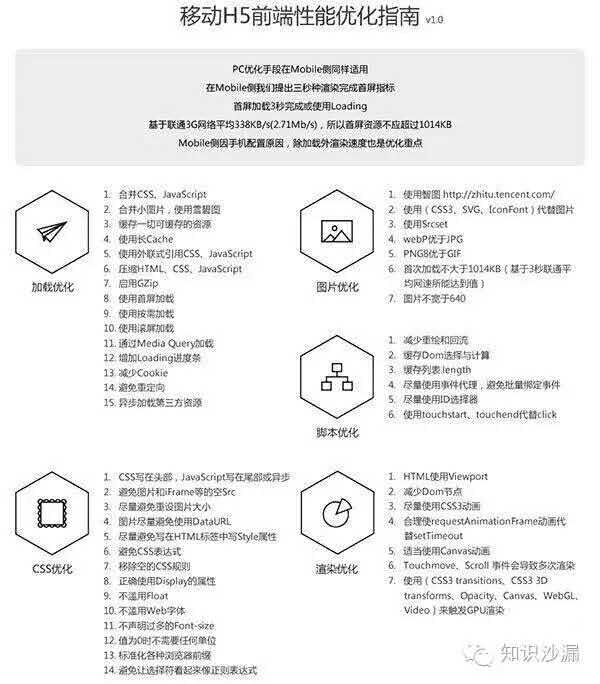 移动H5前端性能优化指南 v1.0
PC优化手段在Mobile侧同样适用
在Mobile侧我们提出三秒种渲染完成首屏指标
首屏加载3秒完成或使用Loading
基于联通3G网络平均338KB/s(2.71Mb/s)，所以首屏资源不应超过1014KB
Mobile侧因手机配置原因，除加载外渲染速度也是优化重点
加载优化
1. 合并CSS、JavaScript
2. 合并小图片，使用雪碧图
3. 缓存一切可缓存的资源
4. 使用长Cache
5. 使用外联式引用CSS、JavaScript
6. 压缩HTML、CSS、JavaScript
7. 启用GZip
8. 使用首屏加载
9. 使用按需加载
10. 使用滚屏加载
11. 通过Media Query加载
12. 增加Loading进度条
13. 减少Cookie
14. 避免重定向
15. 异步加载第三方资源
图片优化
1. 使用智图 http://zhitu.tencent.com/
2. 使用（CSS3、SVG、IconFont）代替图片
3. 使用Srcset
4. webP优于JPG
5. PNG8优于GIF
6. 首次加载不大于1014KB（基于3秒联通平
均网速所能达到值）
7. 图片不宽于640
脚本优化
1. 减少重绘和回流
2. 缓存Dom选择与计算
3. 缓存列表.length
4. 尽量使用事件代理，避免批量绑定事件
5. 尽量使用ID选择器
6. 使用touchstart、touchend代替click
CSS优化
1. CSS写在头部，JavaScript写在尾部或异步
2. 避免图片和iFrame等的空Src
3. 尽量避免重设图片大小
4. 图片尽量避免使用DataURL
5. 尽量避免写在HTML标签中写Style属性
6. 避免CSS表达式
7. 移除空的CSS规则
8. 正确使用Display的属性
9. 不滥用Float
10. 不滥用Web字体
11. 不声明过多的Font-size
12. 值为0时不需要任何单位
13. 标准化各种浏览器前缀
14. 避免让选择符看起来像正则表达式
渲染优化
1. HTML使用Viewport
2. 减少Dom节点
3. 尽量使用CSS3动画
4. 合理使requestAnimationFrame动画代
替setTimeout
5. 适当使用Canvas动画
6. Touchmove、Scroll 事件会导致多次渲染
7. 使用（CSS3 transitions、CSS3 3D
transforms、Opacity、Canvas、WebGL、
Video）来触发GPU渲染
知识沙漏